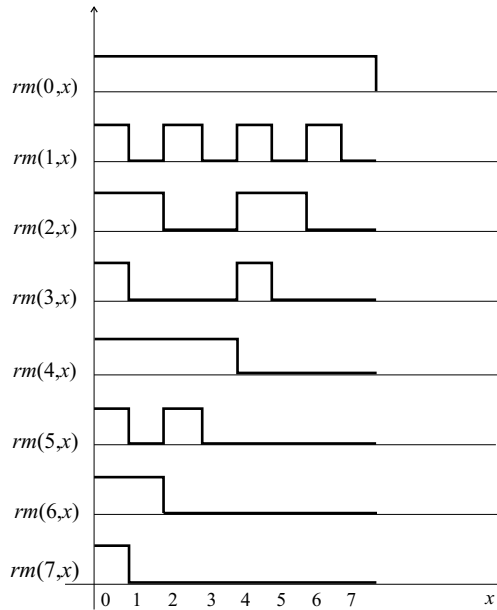 rm(0,x)
rm(1,x)
rm(2,x)
rm(3,x)
rm(4,x)
rm(5,x)
rm(6,x)
rm(7,x)
0 1 2 3 4 5 6 7 x